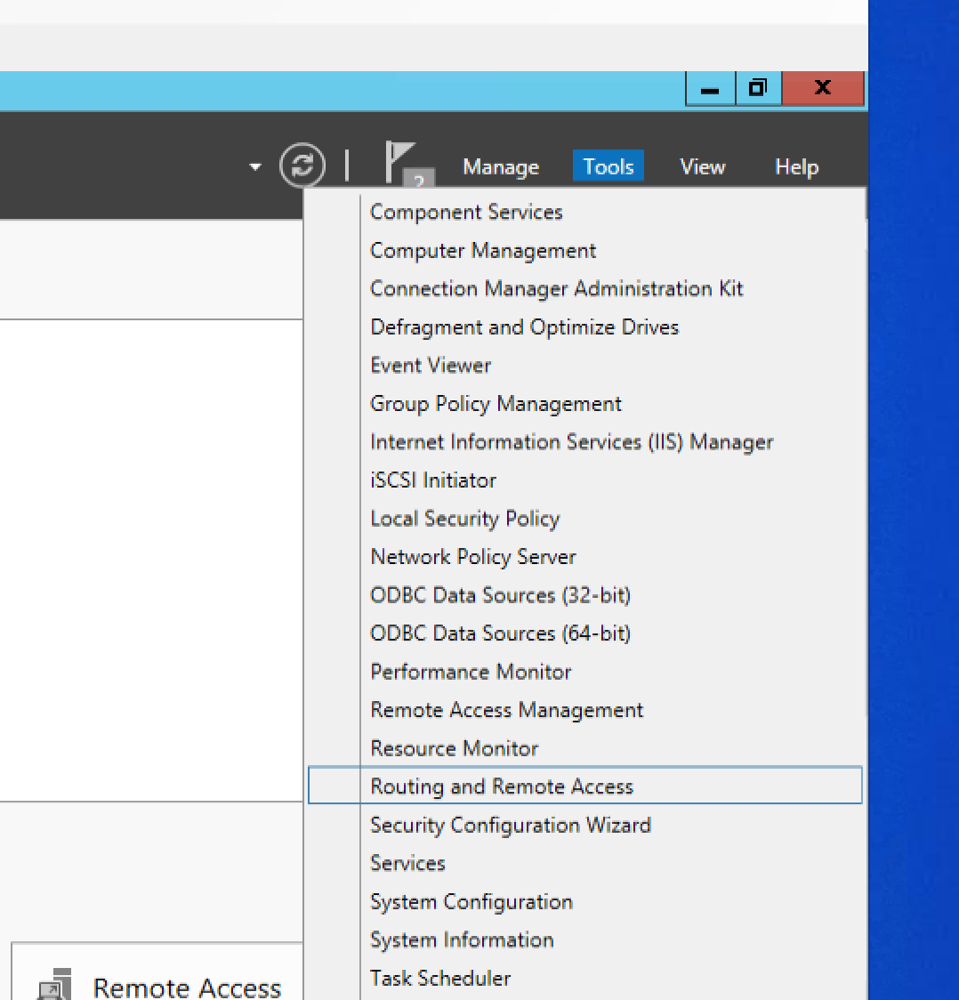 Manage Tools View Help
2
Component Services
Computer Management
Connection Manager Administration Kit
Defragment and Optimize Drives
Event Viewer
Group Policy Management
Internet Information Services (IIS) Manager
iSCSI Initiator
Local Security Policy
Network Policy Server
ODBC Data Sources (32-bit)
ODBC Data Sources (64-bit)
Performance Monitor
Remote Access Management
Resource Monitor
Routing and Remote Access
Security Configuration Wizard
Services
System Configuration
System Information
Task Scheduler
Remote Access